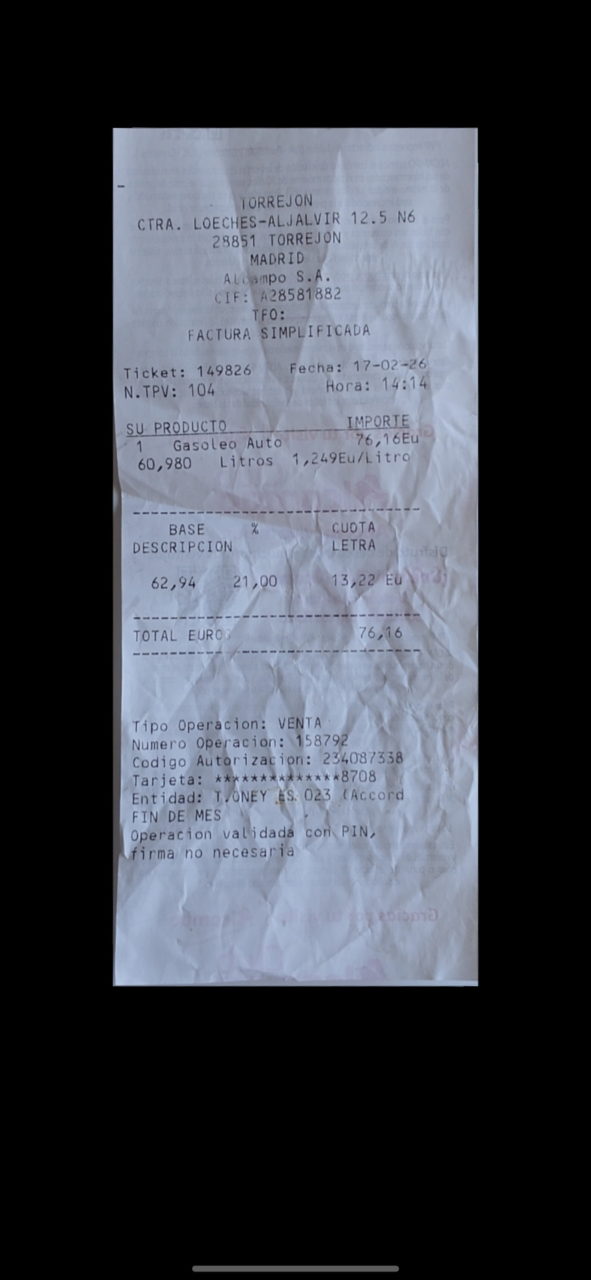 TORREJON
CTRA. LOECHES-ALJALVIR 12.5 N6
28851 TORREJON
MADRID
Alcampo S.A.
CIF: A28581882
TFO:
FACTURA SIMPLIFICADA
Ticket: 149826 Fecha: 17-02-26
N.TPV: 104 Hora: 14:14
SU PRODUCTO IMPORTE
1 Gasoleo Auto 76,16Eu
60,980 Litros 1,249Eu/Litro
BASE % CUOTA
DESCRIPCION LETRA
62,94 21,00 13,22 Eu
TOTAL EUROS 76,16
Tipo Operacion: VENTA
Numero Operacion: 158792
Codigo Autorizacion: 234087338
Tarjeta: **************8708
Entidad: T.ONEY ES 023 (Accord
FIN DE MES
Operacion validada con PIN,
firma no necesaria